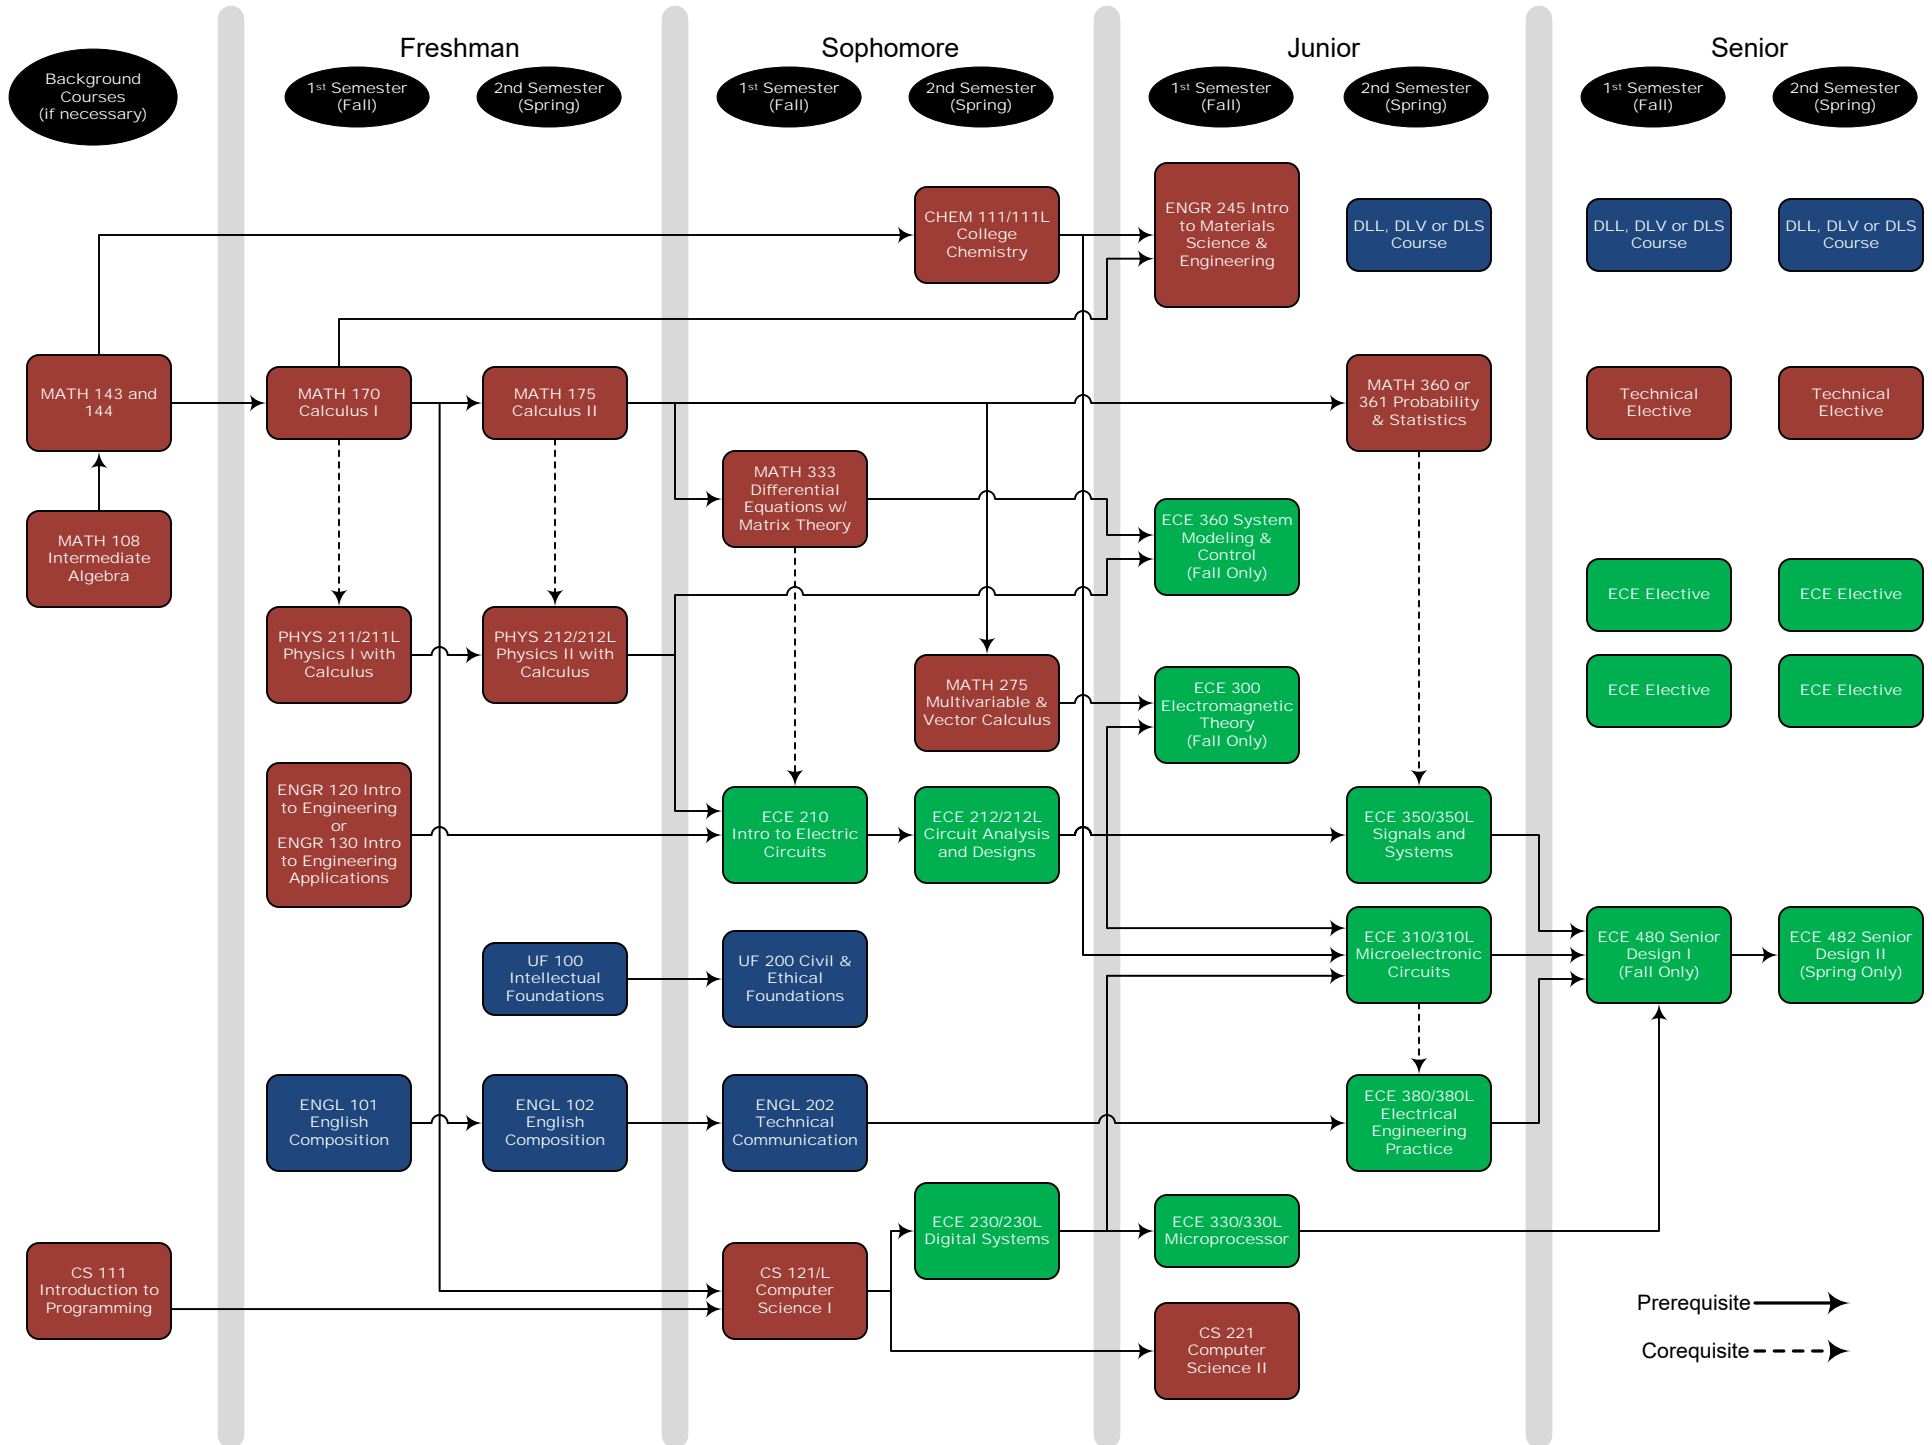 Freshman
Sophomore
Junior
Senior
Background
Courses
(if necessary)
1st Semester
(Fall)
2nd Semester
(Spring)
1st Semester
(Fall)
2nd Semester
(Spring)
1st Semester
(Fall)
2nd Semester
(Spring)
1st Semester
(Fall)
2nd Semester
(Spring)
CHEM 111/111L
College
Chemistry
ENGR 245 Intro
to Materials
Science &
Engineering
DLL, DLV or DLS
Course
DLL, DLV or DLS
Course
DLL, DLV or DLS
Course
MATH 143 and
144
MATH 170
Calculus I
MATH 175
Calculus II
MATH 360 or
361 Probability
& Statistics
Technical
Elective
Technical
Elective
MATH 333
Differential
Equations w/
Matrix Theory
MATH 108
Intermediate
Algebra
ECE 360 System
Modeling &
Control
(Fall Only)
ECE Elective
ECE Elective
PHYS 211/211L
Physics I with
Calculus
PHYS 212/212L
Physics II with
Calculus
MATH 275
Multivariable &
Vector Calculus
ECE 300
Electromagnetic
Theory
(Fall Only)
ECE Elective
ECE Elective
ENGR 120 Intro
to Engineering
or
ENGR 130 Intro
to Engineering
Applications
ECE 210
Intro to Electric
Circuits
ECE 212/212L
Circuit Analysis
and Designs
ECE 350/350L
Signals and
Systems
UF 100
Intellectual
Foundations
UF 200 Civil &
Ethical
Foundations
ECE 310/310L
Microelectronic
Circuits
ECE 480 Senior
Design I
(Fall Only)
ECE 482 Senior
Design II
(Spring Only)
ENGL 101
English
Composition
ENGL 102
English
Composition
ENGL 202
Technical
Communication
ECE 380/380L
Electrical
Engineering
Practice
ECE 230/230L
Digital Systems
ECE 330/330L
Microprocessor
CS 111
Introduction to
Programming
CS 121/L
Computer
Science I
CS 221
Computer
Science II
Prerequisite
Corequisite